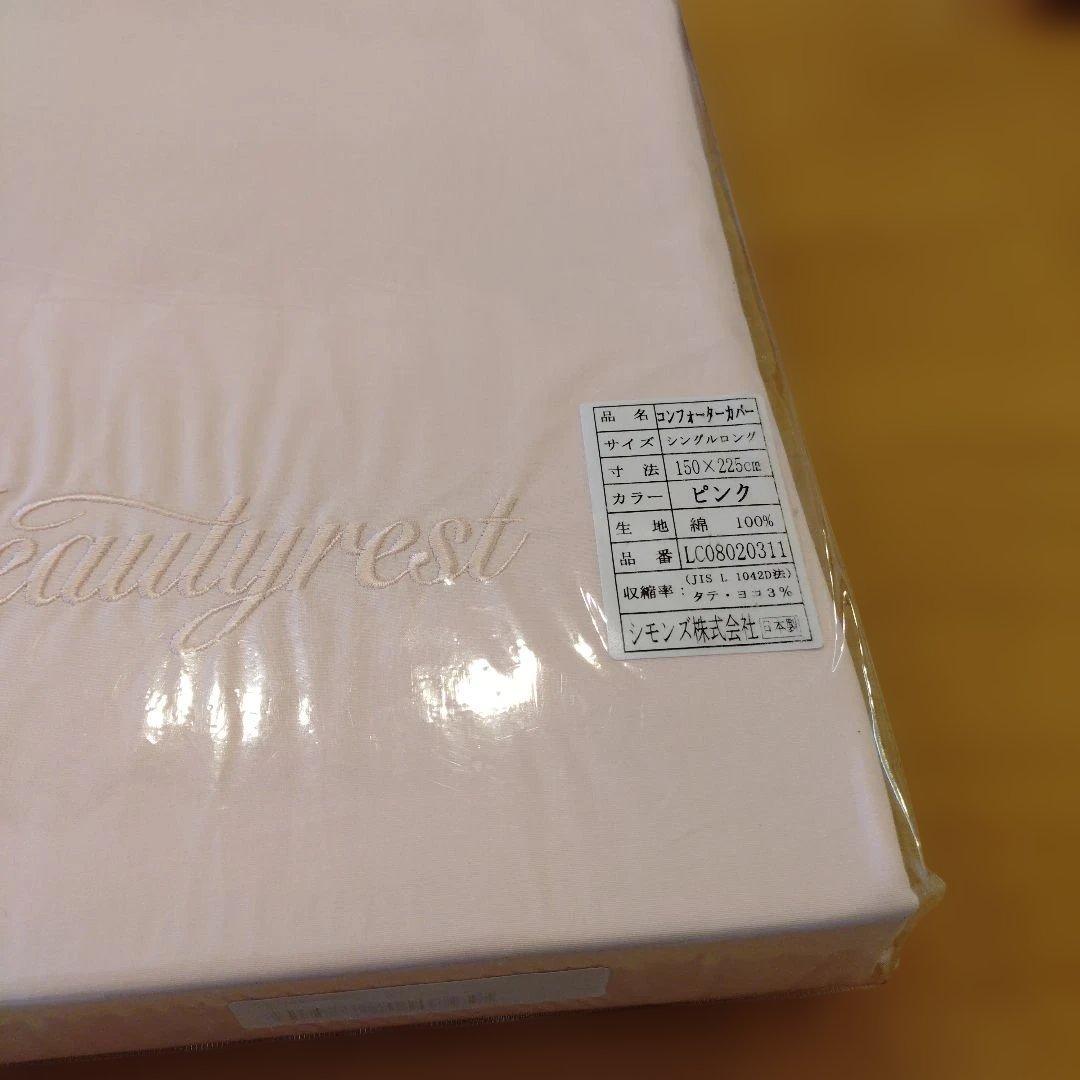 eautyrest
品名 コンフォーターカバー
サイズ シングルロング
寸法 150×225cm
カラー ピンク
生地 綿 100%
品番 LC08020311
収縮率: (JIS L 1042D法)
タテ・ヨコ3%
シモンズ株式会社 日本製